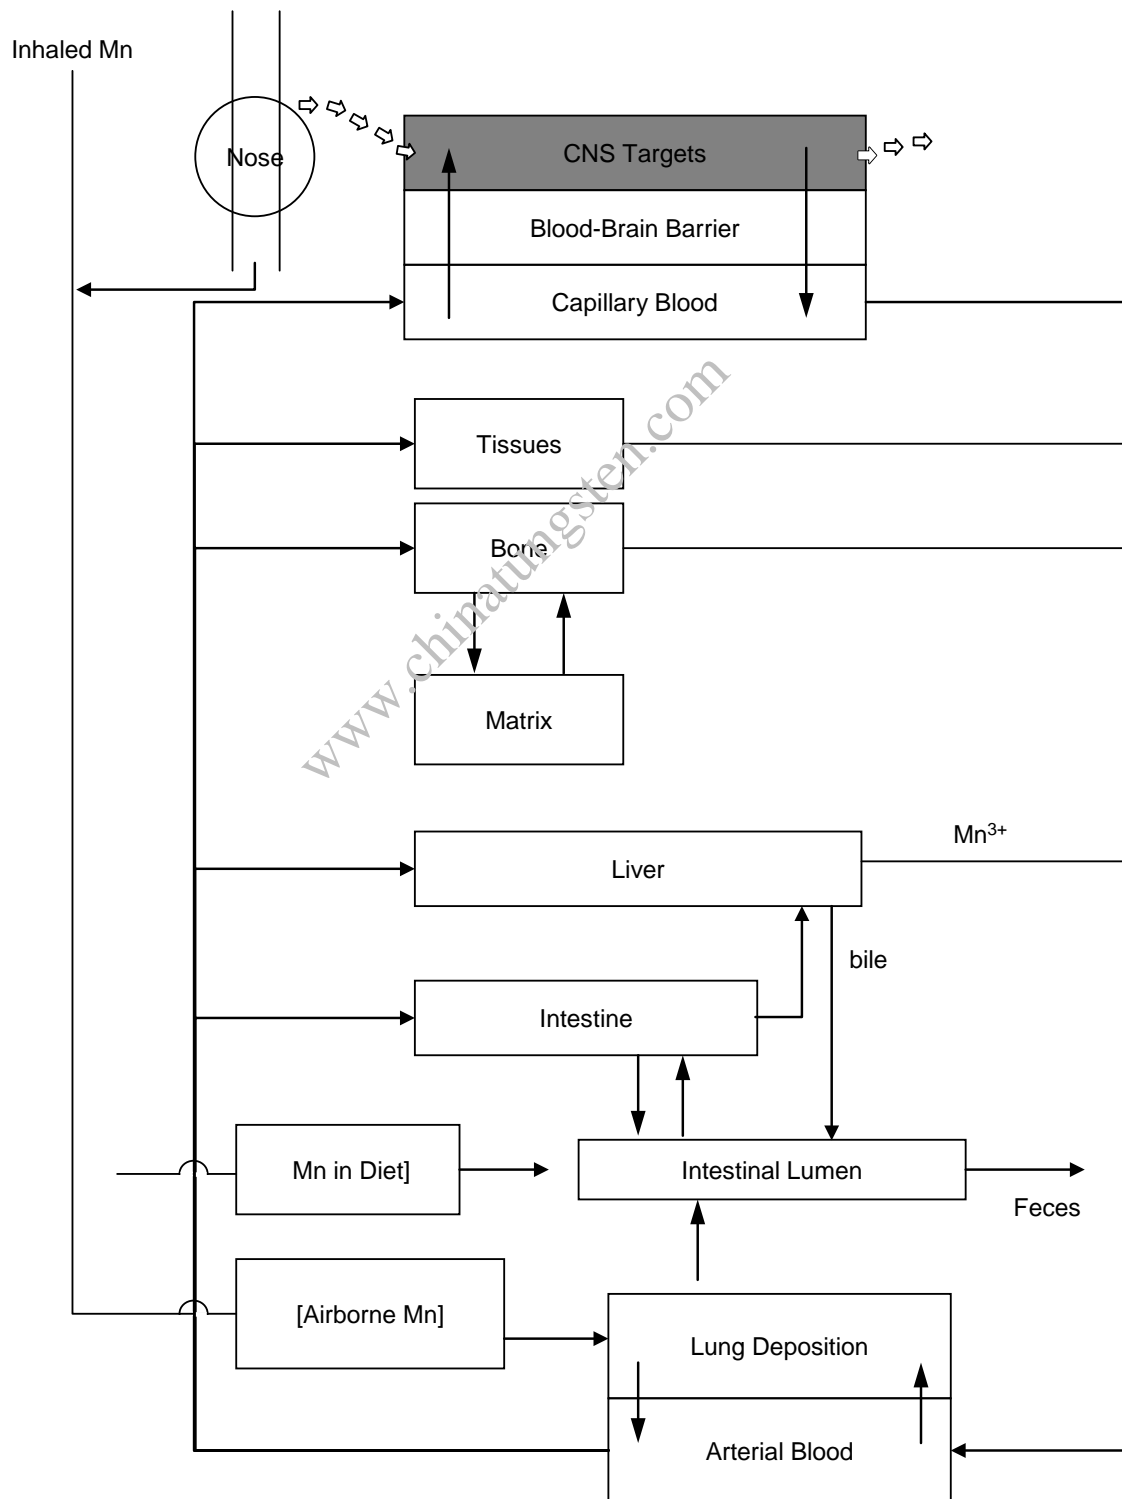 Inhaled Mn
Nose
CNS Targets
Blood-Brain Barrier
Capillary Blood
Tissues
Bone
Matrix
www.chinatungsten.com
Liver
Mn³⁺
bile
Intestine
Mn in Diet]
Intestinal Lumen
Feces
[Airborne Mn]
Lung Deposition
Arterial Blood